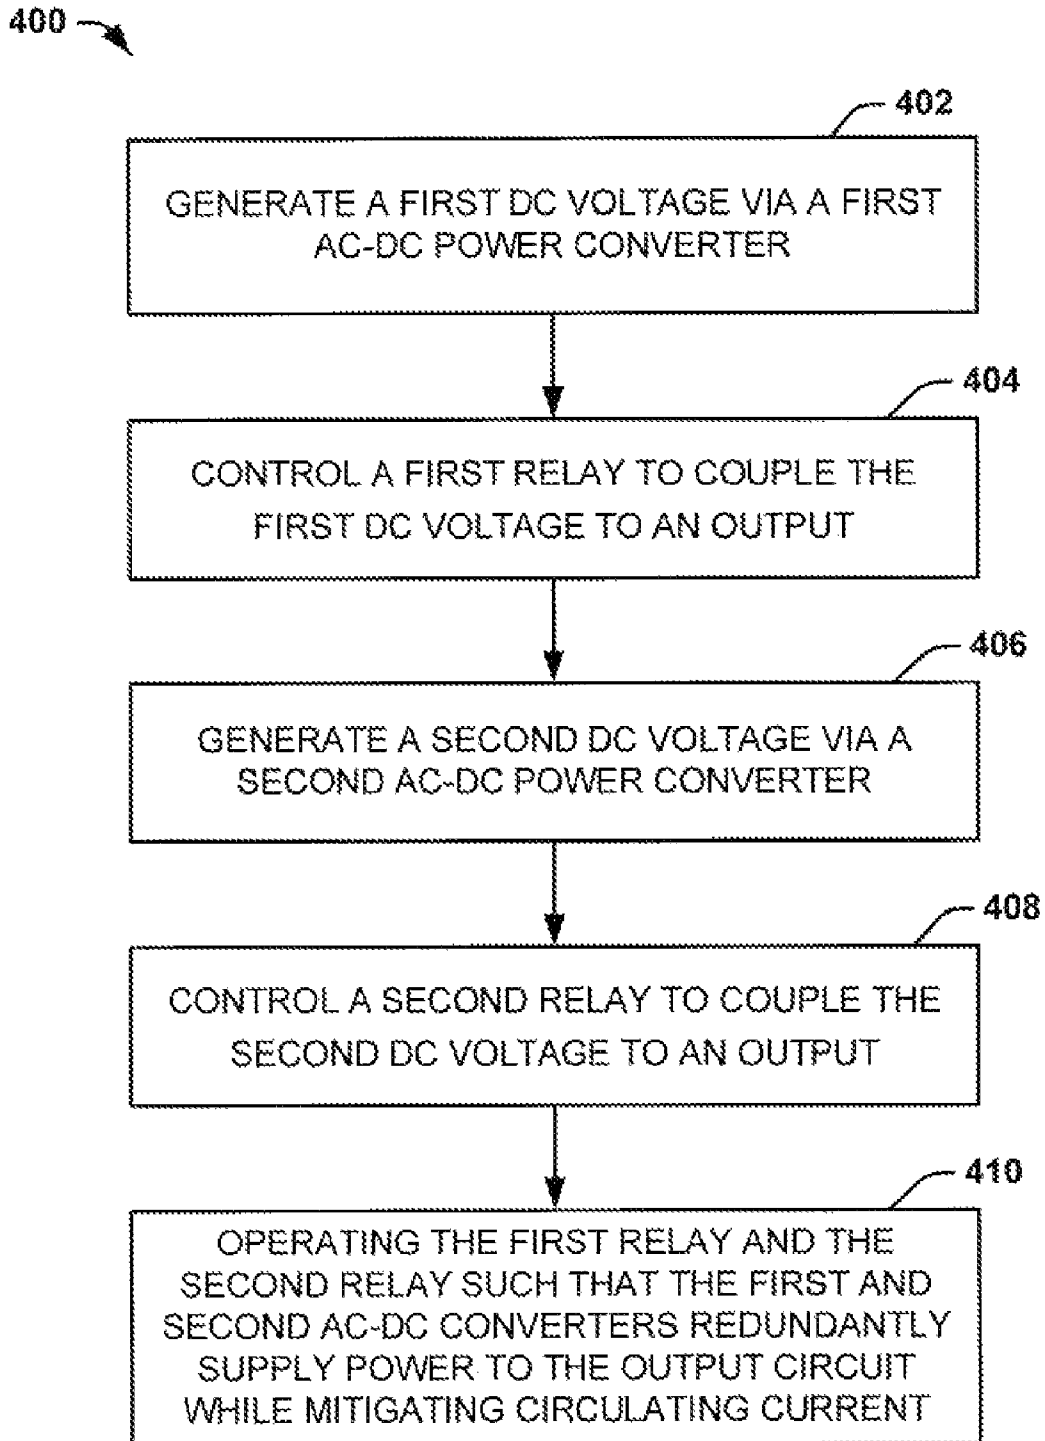 400
402
GENERATE A FIRST DC VOLTAGE VIA A FIRST
AC-DC POWER CONVERTER
404
CONTROL A FIRST RELAY TO COUPLE THE
FIRST DC VOLTAGE TO AN OUTPUT
406
GENERATE A SECOND DC VOLTAGE VIA A
SECOND AC-DC POWER CONVERTER
408
CONTROL A SECOND RELAY TO COUPLE THE
SECOND DC VOLTAGE TO AN OUTPUT
410
OPERATING THE FIRST RELAY AND THE
SECOND RELAY SUCH THAT THE FIRST AND
SECOND AC-DC CONVERTERS REDUNDANTLY
SUPPLY POWER TO THE OUTPUT CIRCUIT
WHILE MITIGATING CIRCULATING CURRENT